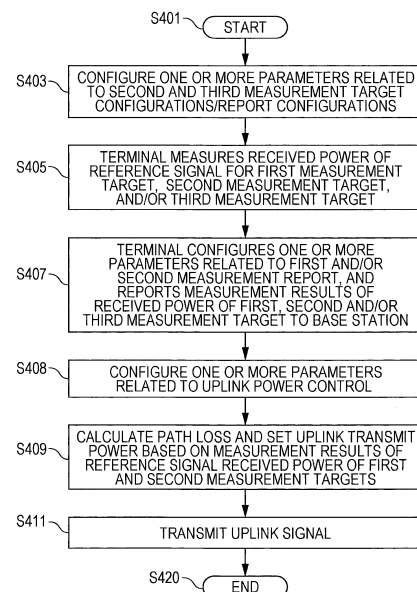 S401
START
S403
CONFIGURE ONE OR MORE PARAMETERS RELATED
TO SECOND AND THIRD MEASUREMENT TARGET
CONFIGURATIONS/REPORT CONFIGURATIONS
S405
TERMINAL MEASURES RECEIVED POWER OF
REFERENCE SIGNAL FOR FIRST MEASUREMENT
TARGET, SECOND MEASUREMENT TARGET,
AND/OR THIRD MEASUREMENT TARGET
S407
TERMINAL CONFIGURES ONE OR MORE
PARAMETERS RELATED TO FIRST AND/OR
SECOND MEASUREMENT REPORT, AND
REPORTS MEASUREMENT RESULTS OF
RECEIVED POWER OF FIRST, SECOND AND/OR
THIRD MEASUREMENT TARGET TO BASE STATION
S408
CONFIGURE ONE OR MORE PARAMETERS
RELATED TO UPLINK POWER CONTROL
S409
CALCULATE PATH LOSS AND SET UPLINK TRANSMIT
POWER BASED ON MEASUREMENT RESULTS OF
REFERENCE SIGNAL RECEIVED POWER OF FIRST
AND SECOND MEASUREMENT TARGETS
S411
TRANSMIT UPLINK SIGNAL
S420
END